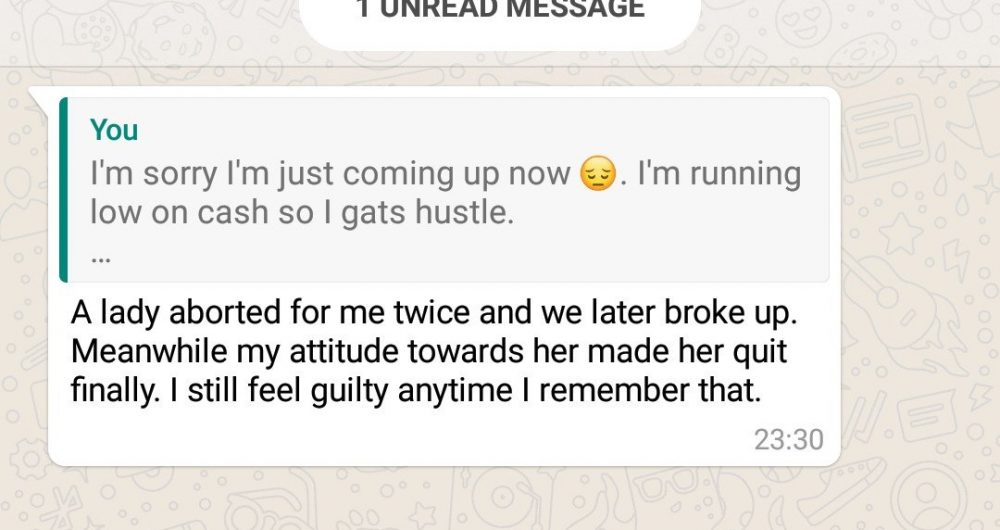 1 UNREAD MESSAGE
You
I'm sorry I'm just coming up now 😔. I'm running
low on cash so I gats hustle.
...
A lady aborted for me twice and we later broke up.
Meanwhile my attitude towards her made her quit
finally. I still feel guilty anytime I remember that.
23:30